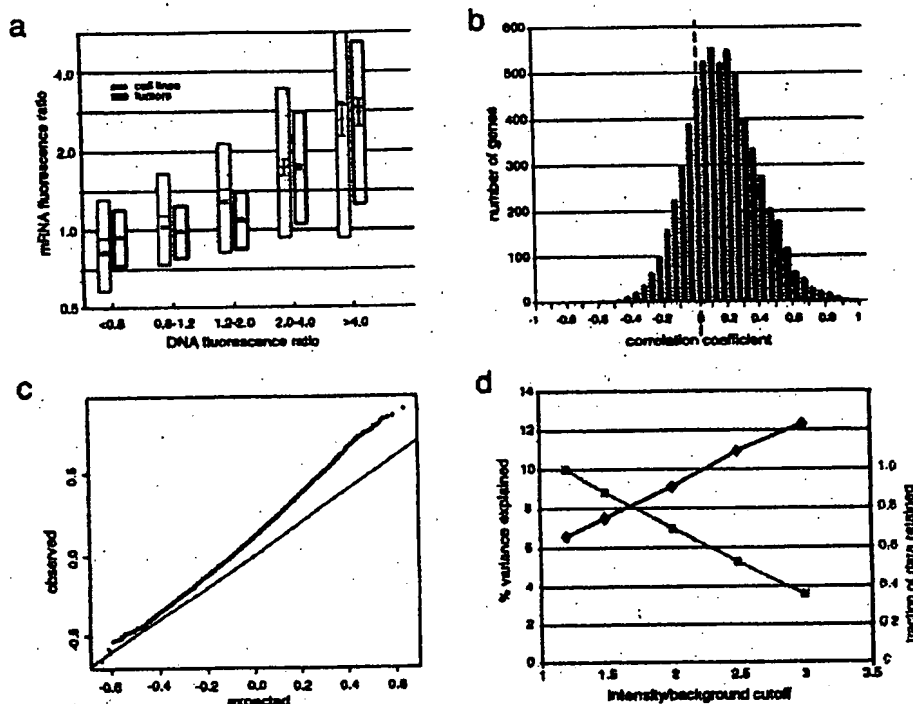 a
mRNA fluorescence ratio
4.0
2.0
1.0
0.5
cell lines
tumors
<0.8
0.8-1.2
1.2-2.0
2.0-4.0
>4.0
DNA fluorescence ratio
b
number of genes
600
500
400
300
200
100
0
-1 -0.8 -0.6 -0.4 -0.2 0 0.2 0.4 0.6 0.8 1
correlation coefficient
c
observed
0.5
0.0
-0.5
-0.6 -0.4 0.0 0.4 0.8
expected
d
% variance explained
14
12
10
8
6
4
2
0
1 1.5 2 2.5 3 3.5
intensity/background cutoff
1.0
0.8
0.6
0.4
0.2
fraction of data retained